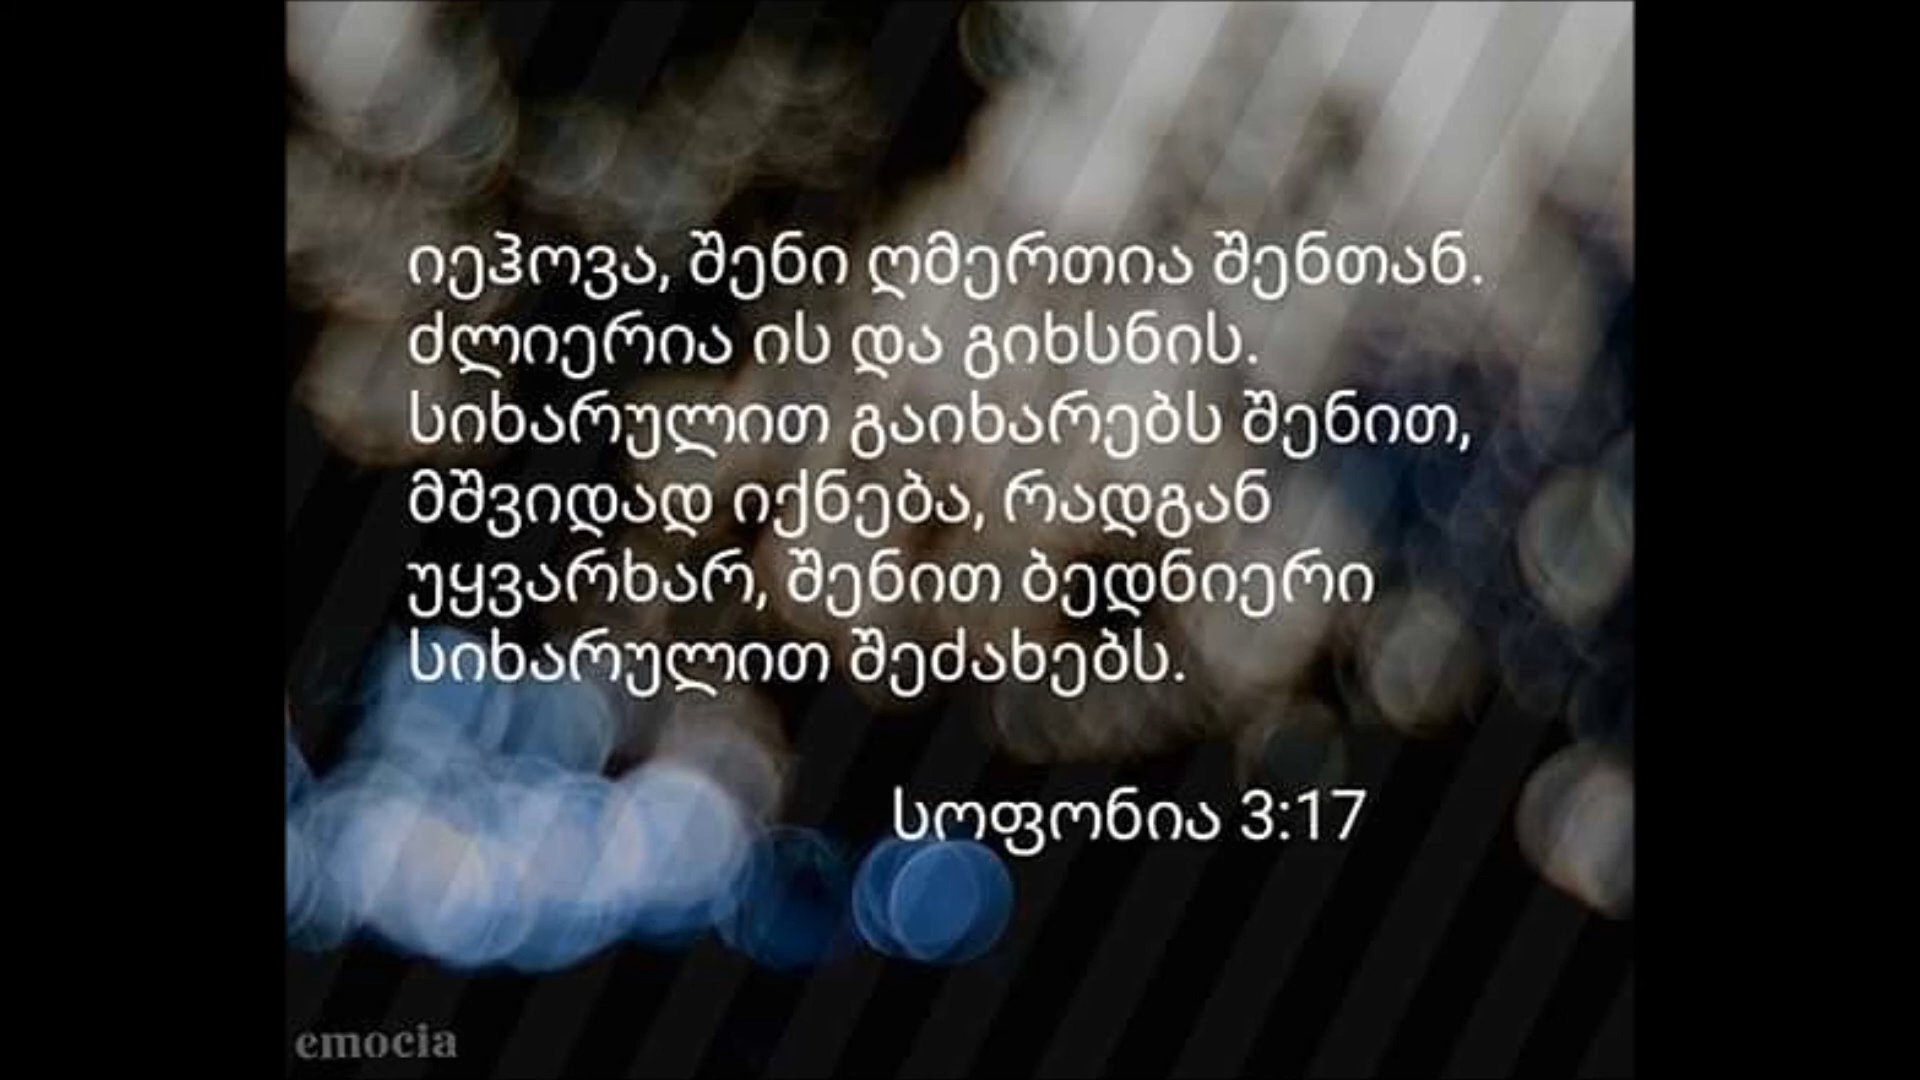 იეჰოვა, შენი ღმერთია შენთან.
ძლიერია ის და გიხსნის.
სიხარულით გაიხარებს შენით,
მშვიდად იქნება, რადგან
უყვარხარ, შენით ბედნიერი
სიხარულით შეძახებს.
სოფონია 3:17
emocia